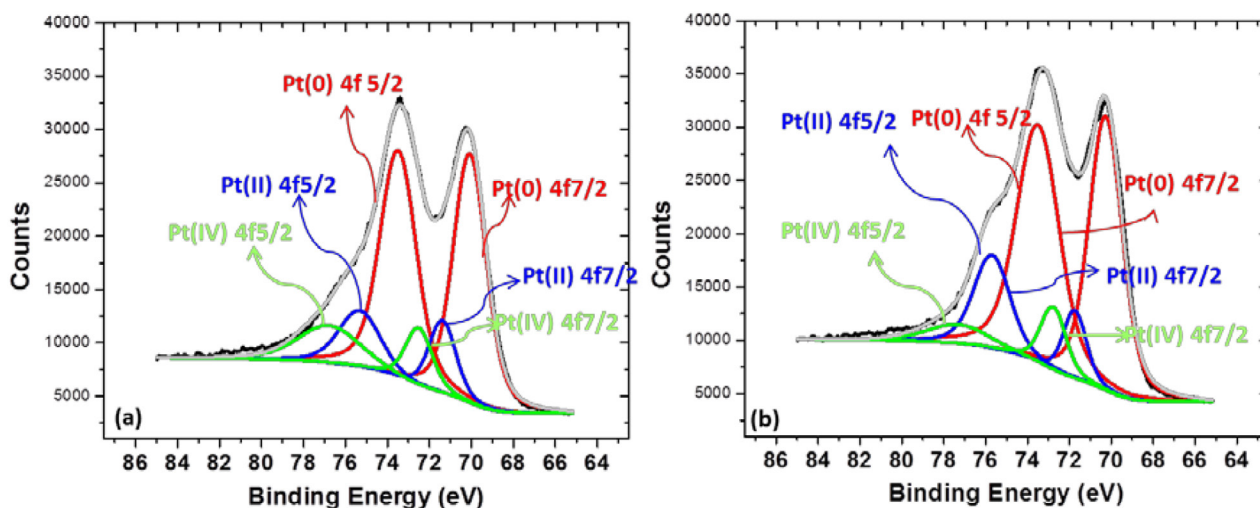 40000
35000
30000
25000
20000
15000
10000
5000
Counts
Pt(0) 4f 5/2
Pt(II) 4f5/2
Pt(IV) 4f5/2
Pt(0) 4f7/2
Pt(II) 4f7/2
Pt(IV) 4f7/2
(a)
86 84 82 80 78 76 74 72 70 68 66 64
Binding Energy (eV)
40000
35000
30000
25000
20000
15000
10000
5000
Counts
Pt(II) 4f5/2
Pt(0) 4f 5/2
Pt(IV) 4f5/2
Pt(0) 4f7/2
Pt(II) 4f7/2
Pt(IV) 4f7/2
(b)
86 84 82 80 78 76 74 72 70 68 66 64
Binding Energy (eV)